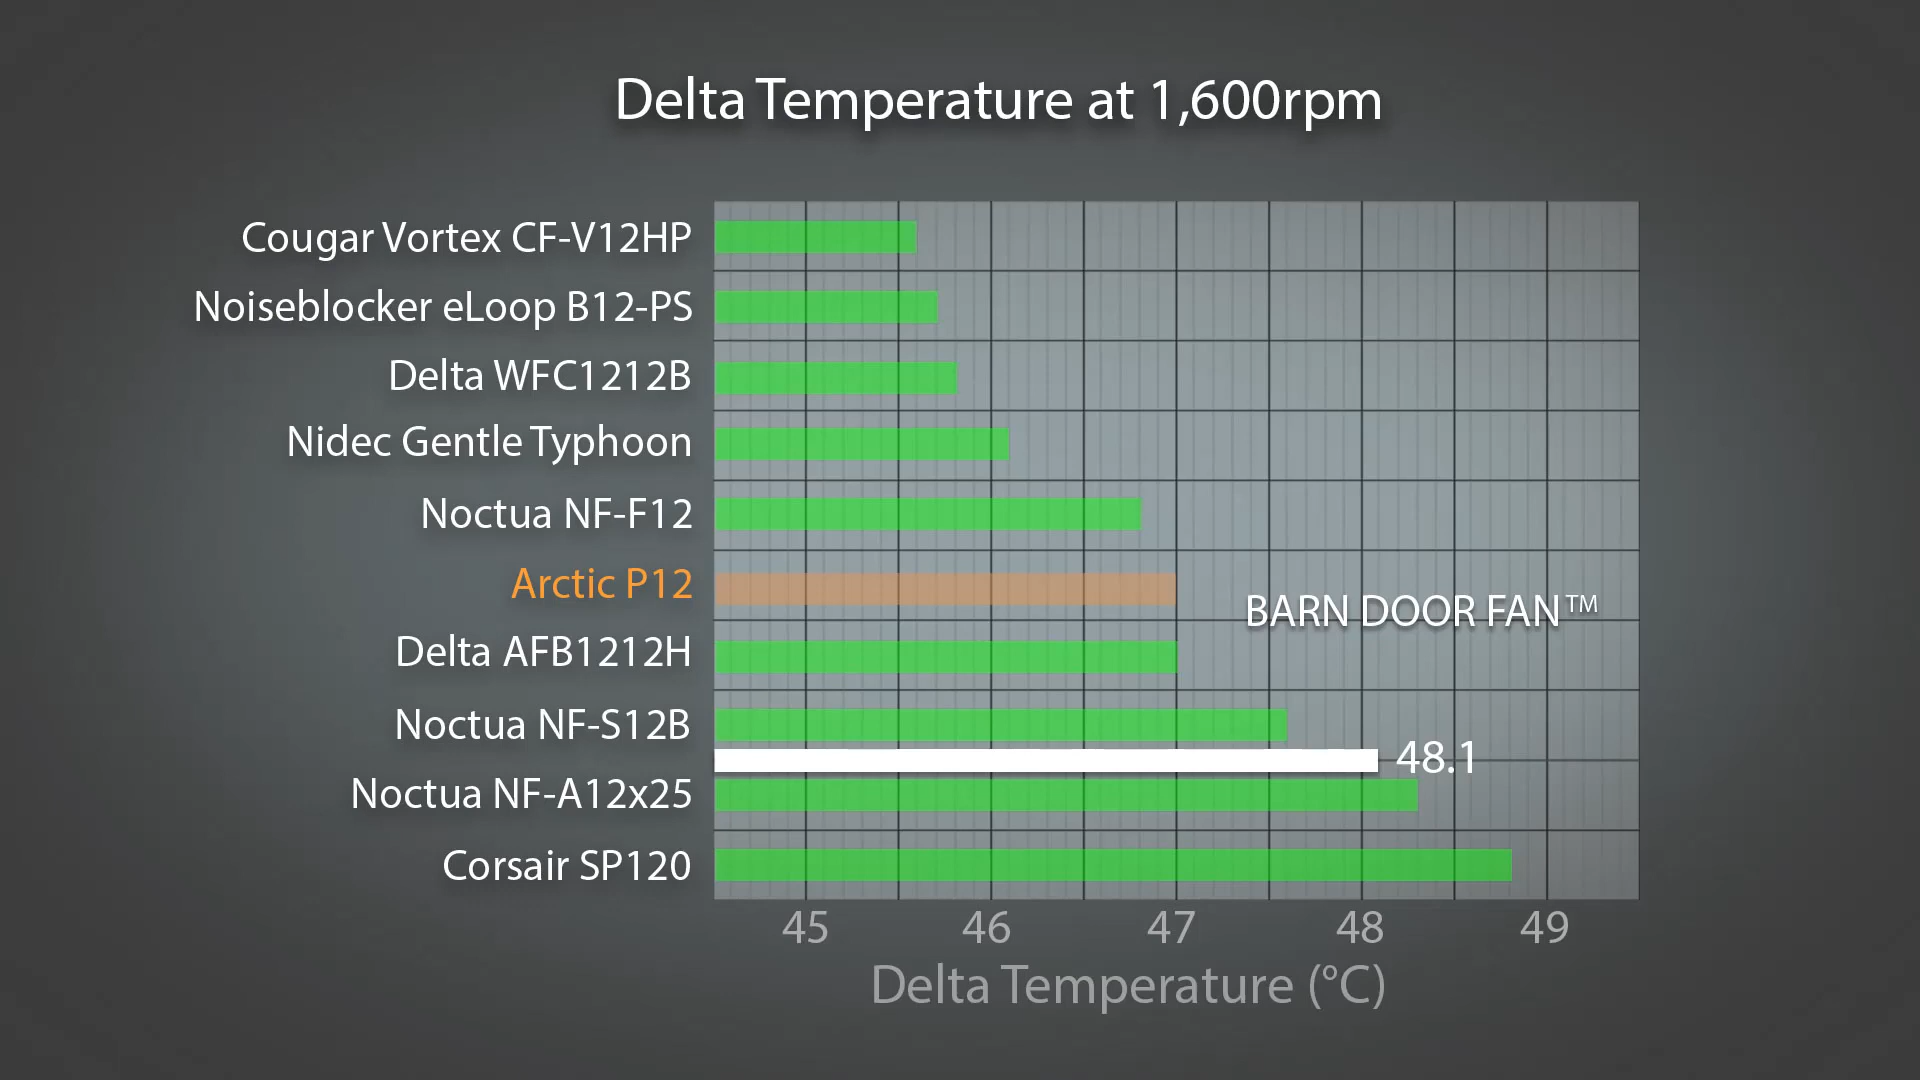 Delta Temperature at 1,600rpm
Cougar Vortex CF-V12HP
Noiseblocker eLoop B12-PS
Delta WFC1212B
Nidec Gentle Typhoon
Noctua NF-F12
Arctic P12
BARN DOOR FAN™
Delta AFB1212H
Noctua NF-S12B
48.1
Noctua NF-A12x25
Corsair SP120
45 46 47 48 49
Delta Temperature (°C)